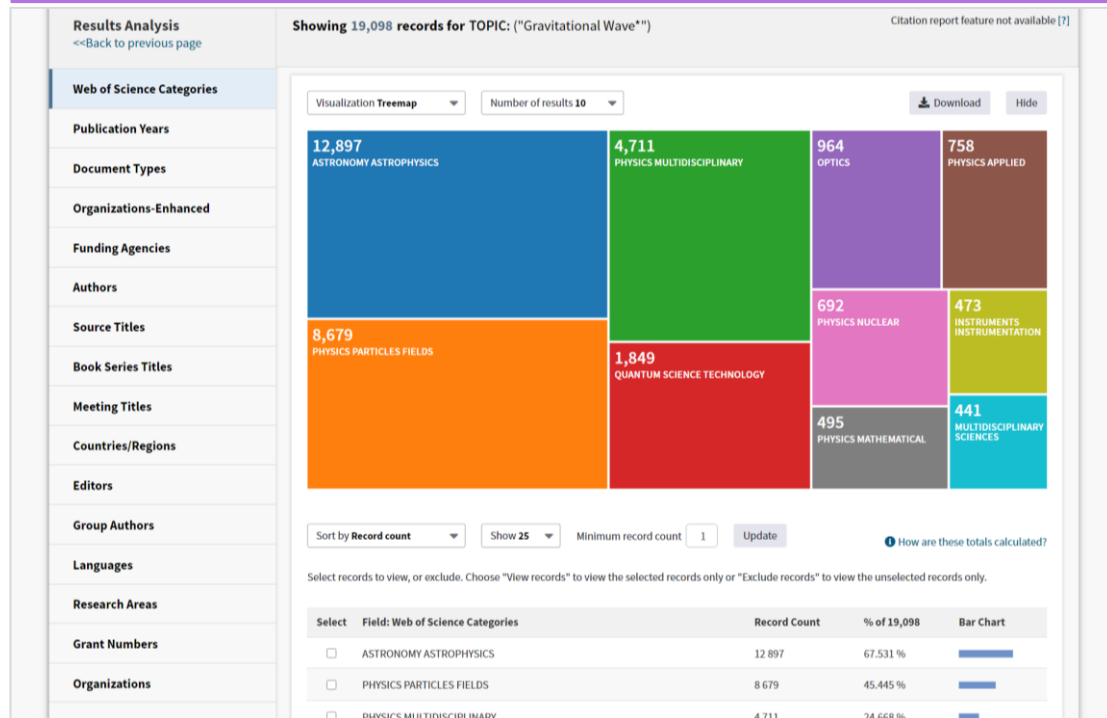 Results Analysis
<<Back to previous page
Showing 19,098 records for TOPIC: ("Gravitational Wave*")
Citation report feature not available [?]
Web of Science Categories
Publication Years
Document Types
Organizations-Enhanced
Funding Agencies
Authors
Source Titles
Book Series Titles
Meeting Titles
Countries/Regions
Editors
Group Authors
Languages
Research Areas
Grant Numbers
Organizations
Visualization Treemap
Number of results 10
Download
Hide
12,897
ASTRONOMY ASTROPHYSICS
8,679
PHYSICS PARTICLES FIELDS
4,711
PHYSICS MULTIDISCIPLINARY
1,849
QUANTUM SCIENCE TECHNOLOGY
964
OPTICS
758
PHYSICS APPLIED
692
PHYSICS NUCLEAR
473
INSTRUMENTS
INSTRUMENTATION
495
PHYSICS MATHEMATICAL
441
MULTIDISCIPLINARY
SCIENCES
Sort by Record count
Show 25
Minimum record count 1
Update
How are these totals calculated?
Select records to view, or exclude. Choose "View records" to view the selected records only or "Exclude records" to view the unselected records only.
Select Field: Web of Science Categories Record Count % of 19,098 Bar Chart
ASTRONOMY ASTROPHYSICS 12 897 67.531 %
PHYSICS PARTICLES FIELDS 8 679 45.445 %
PHYSICS MULTIDISCIPLINARY 4 711 24.668 %